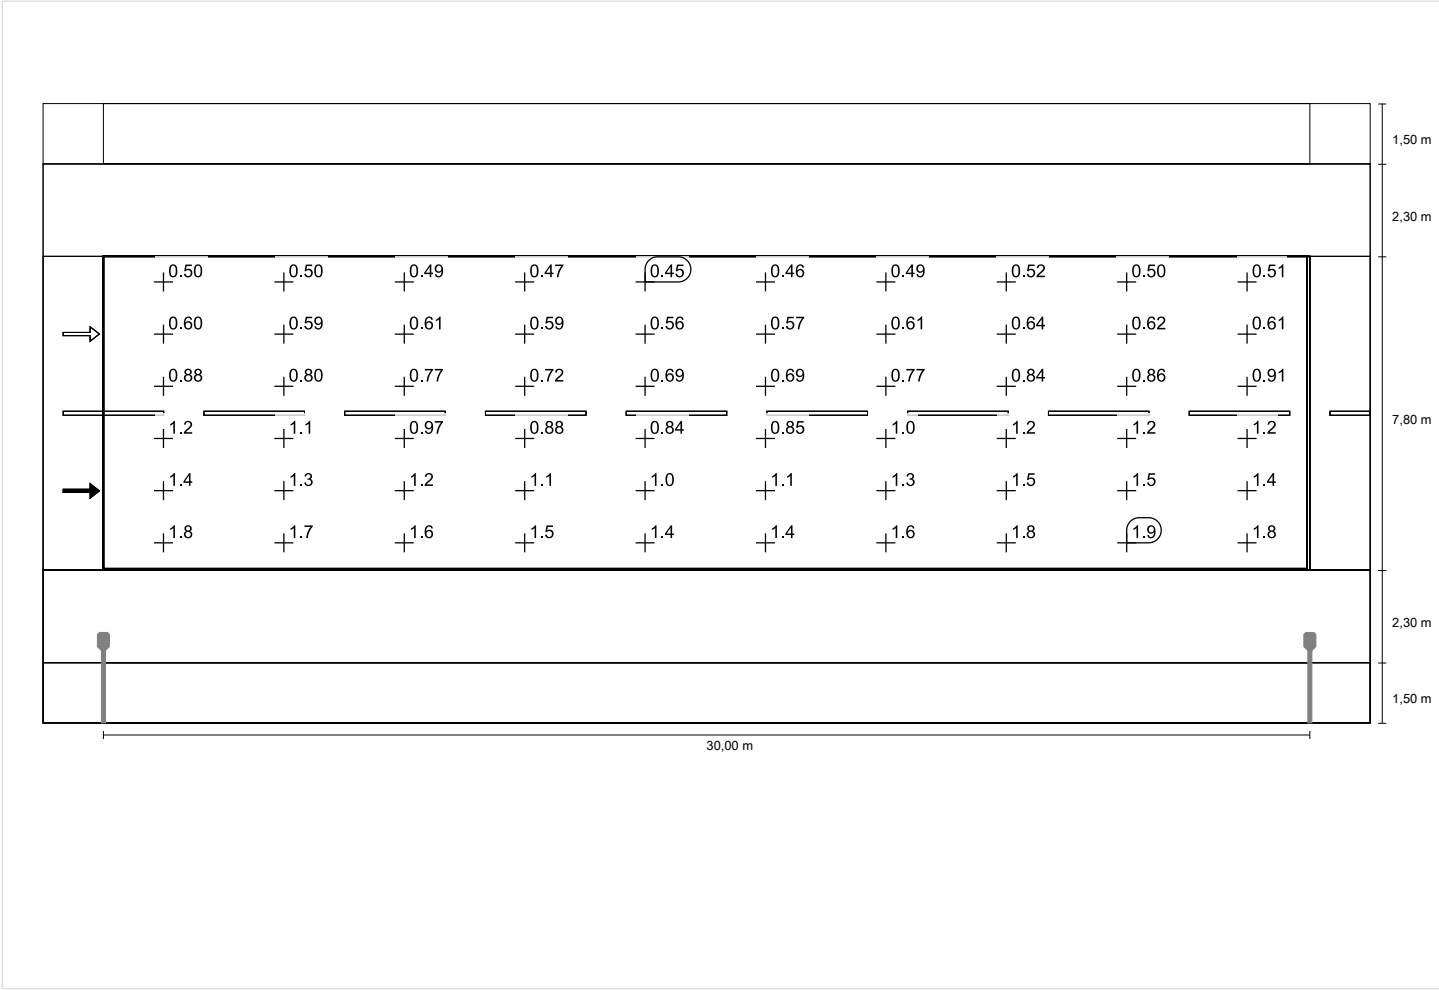 1,50 m
2,30 m
0.50 0.50 0.49 0.47 0.45 0.46 0.49 0.52 0.50 0.51
0.60 0.59 0.61 0.59 0.56 0.57 0.61 0.64 0.62 0.61
0.88 0.80 0.77 0.72 0.69 0.69 0.77 0.84 0.86 0.91
7,80 m
1.2 1.1 0.97 0.88 0.84 0.85 1.0 1.2 1.2 1.2
1.4 1.3 1.2 1.1 1.0 1.1 1.3 1.5 1.5 1.4
1.8 1.7 1.6 1.5 1.4 1.4 1.6 1.8 1.9 1.8
2,30 m
1,50 m
30,00 m